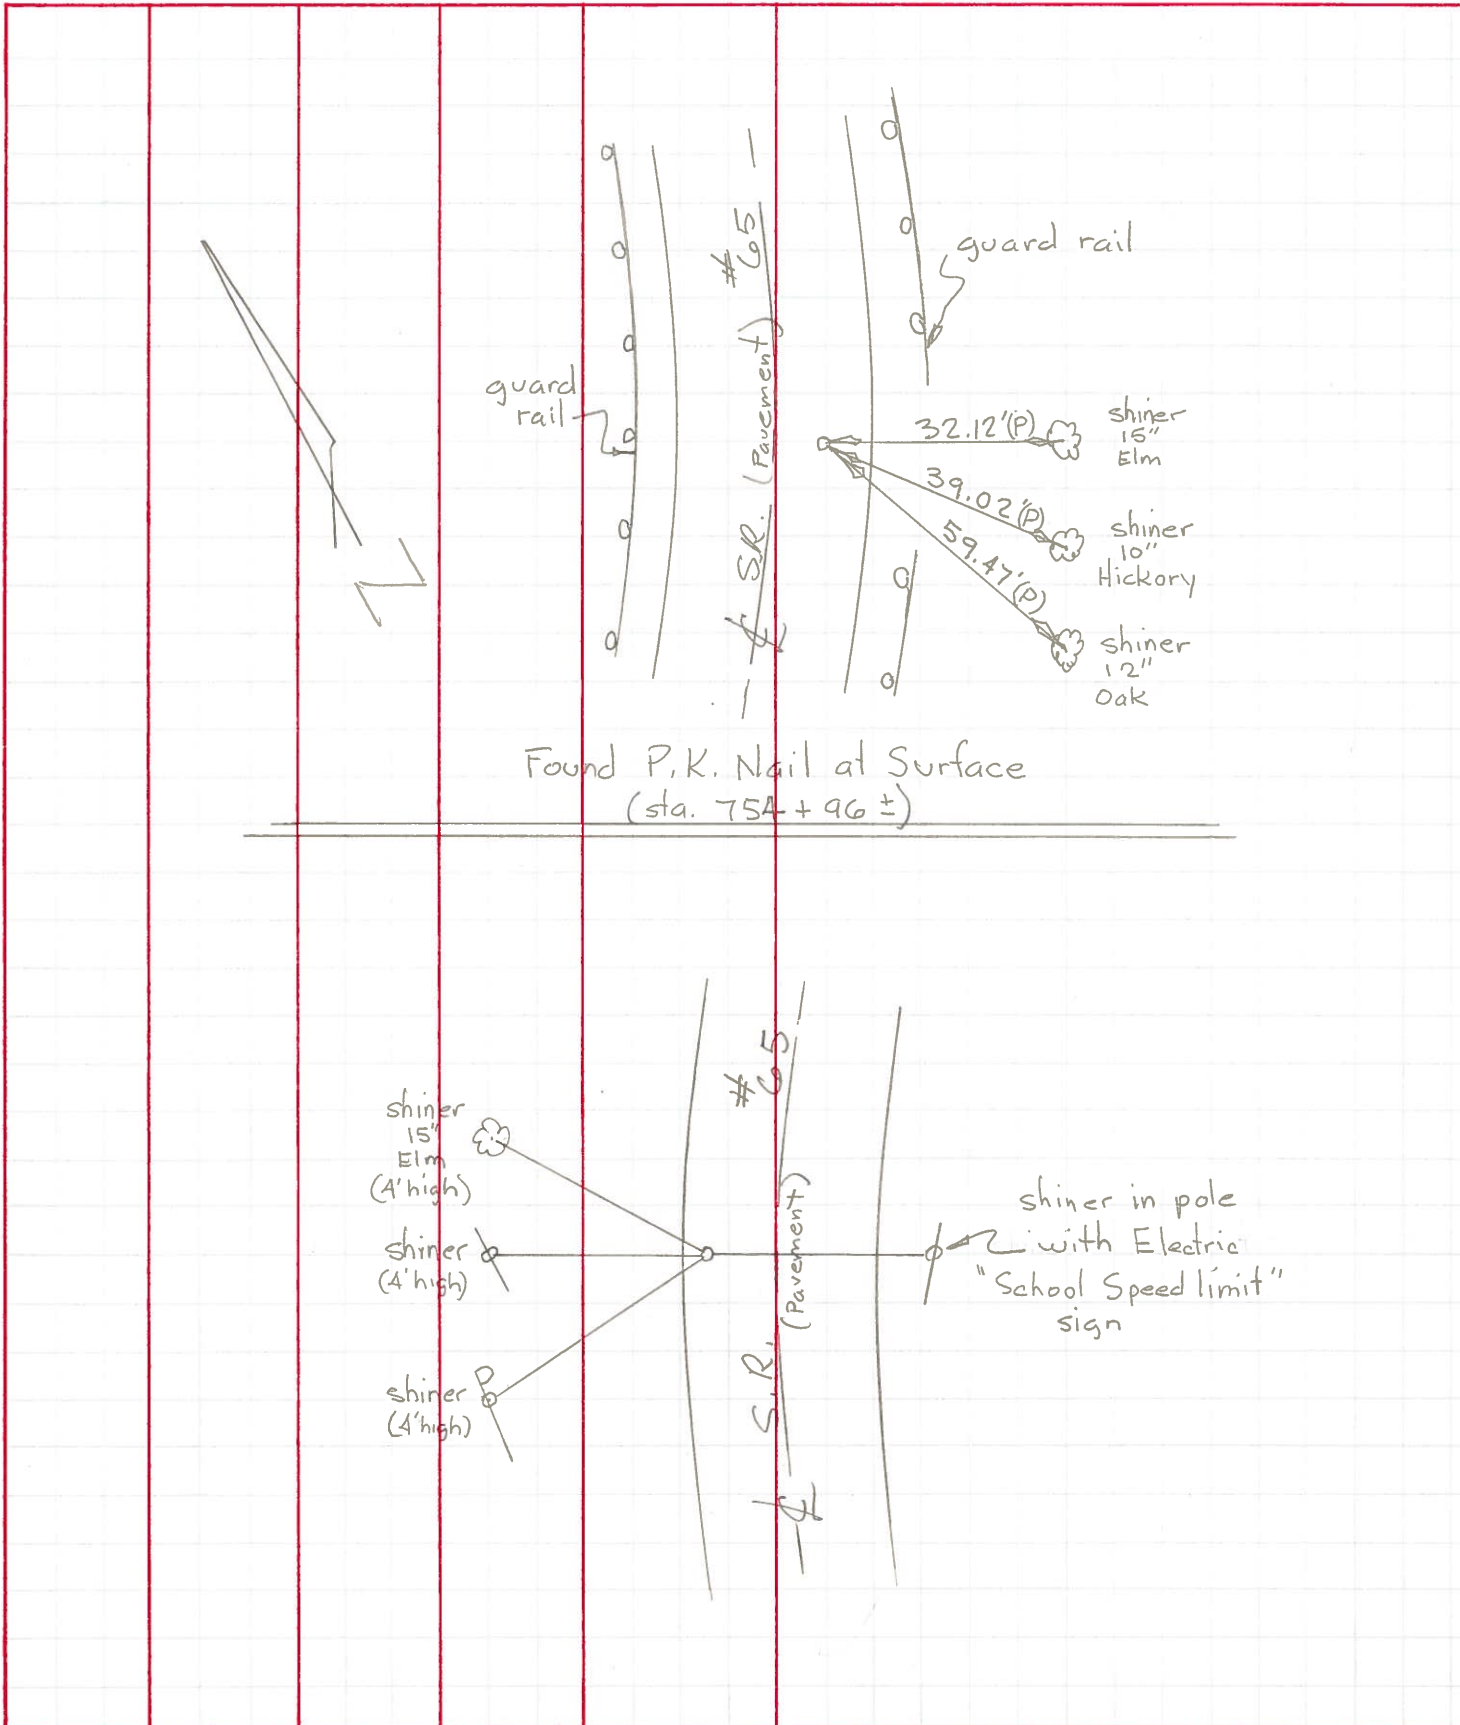 guard rail
guard
rail
℄ S.R. (Pavement) #65
32.12'(P)
shiner
15"
Elm
39.02'(P)
shiner
10"
Hickory
59.47'(P)
shiner
12"
Oak
N
Found P.K. Nail at Surface
(sta. 754+96 ±)
℄ S.R. (Pavement) #65
shiner
15"
Elm
(4'high)
shiner
(4'high)
P
shiner
(4'high)
shiner in pole
with Electric
"School Speed limit"
sign